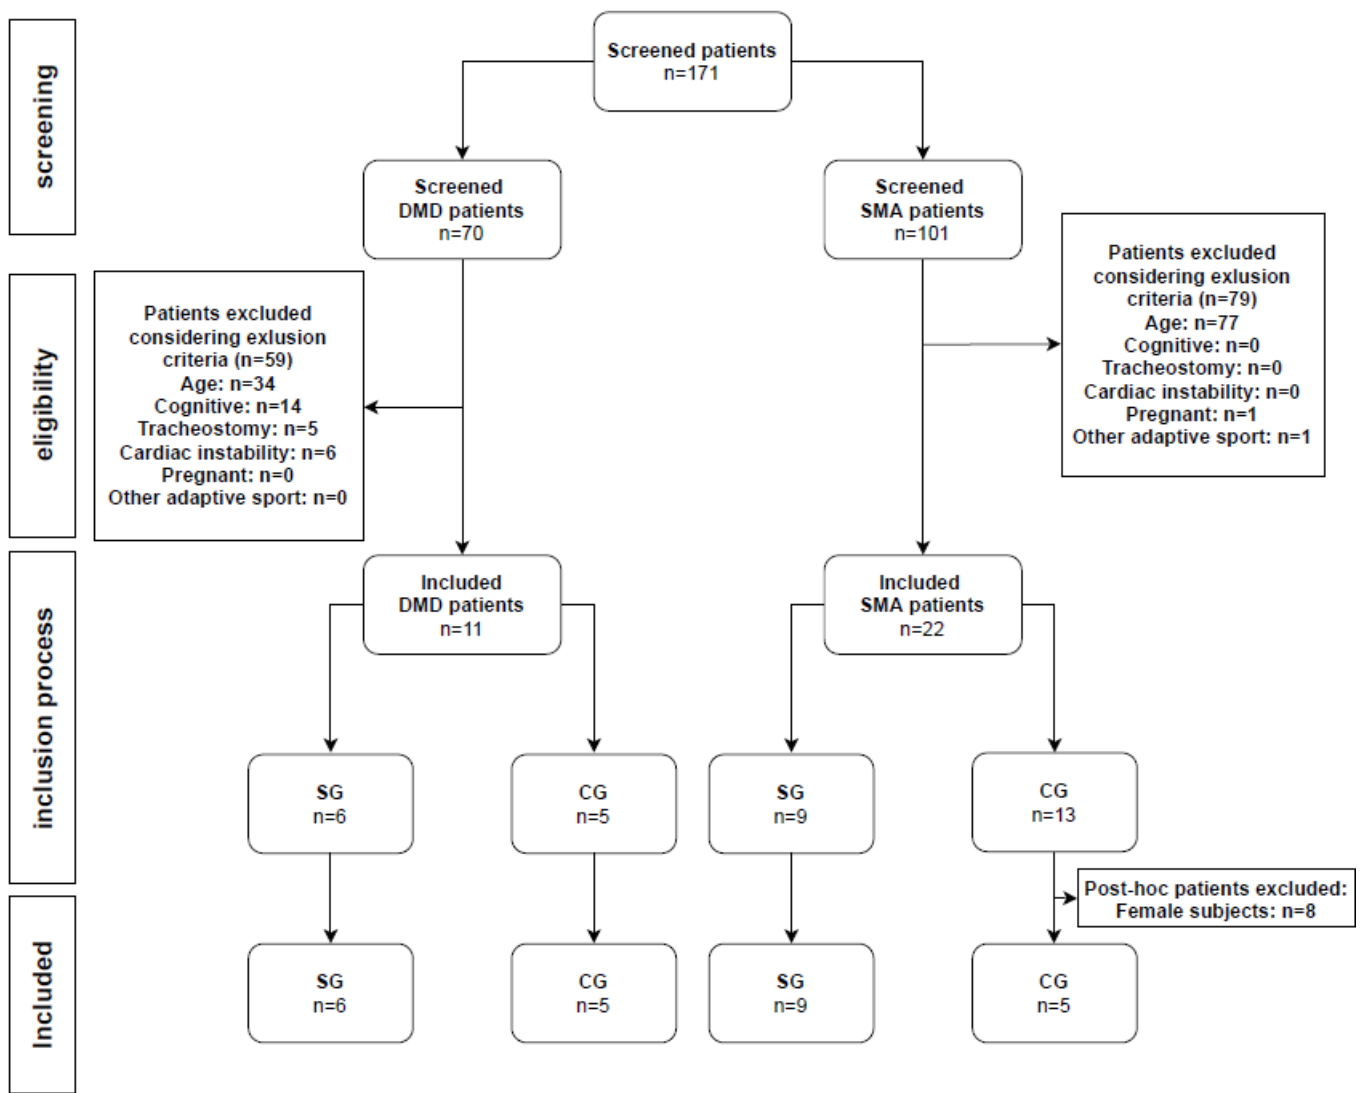 screening
Screened patients
n=171
Screened
DMD patients
n=70
Screened
SMA patients
n=101
eligibility
Patients excluded
considering exlusion
criteria (n=59)
Age: n=34
Cognitive: n=14
Tracheostomy: n=5
Cardiac instability: n=6
Pregnant: n=0
Other adaptive sport: n=0
Patients excluded
considering exlusion
criteria (n=79)
Age: n=77
Cognitive: n=0
Tracheostomy: n=0
Cardiac instability: n=0
Pregnant: n=1
Other adaptive sport: n=1
inclusion process
Included
DMD patients
n=11
Included
SMA patients
n=22
SG
n=6
CG
n=5
SG
n=9
CG
n=13
Post-hoc patients excluded:
Female subjects: n=8
Included
SG
n=6
CG
n=5
SG
n=9
CG
n=5